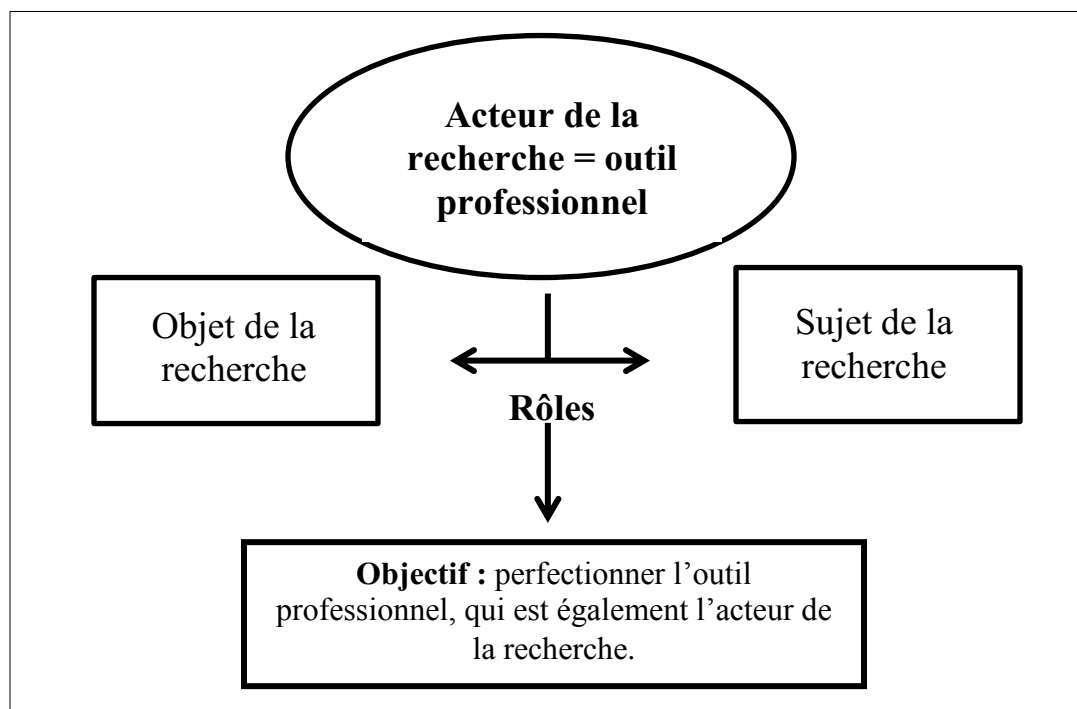 Acteur de la
recherche = outil
professionnel
Objet de la
recherche
Sujet de la
recherche
Rôles
Objectif : perfectionner l’outil
professionnel, qui est également l’acteur de
la recherche.